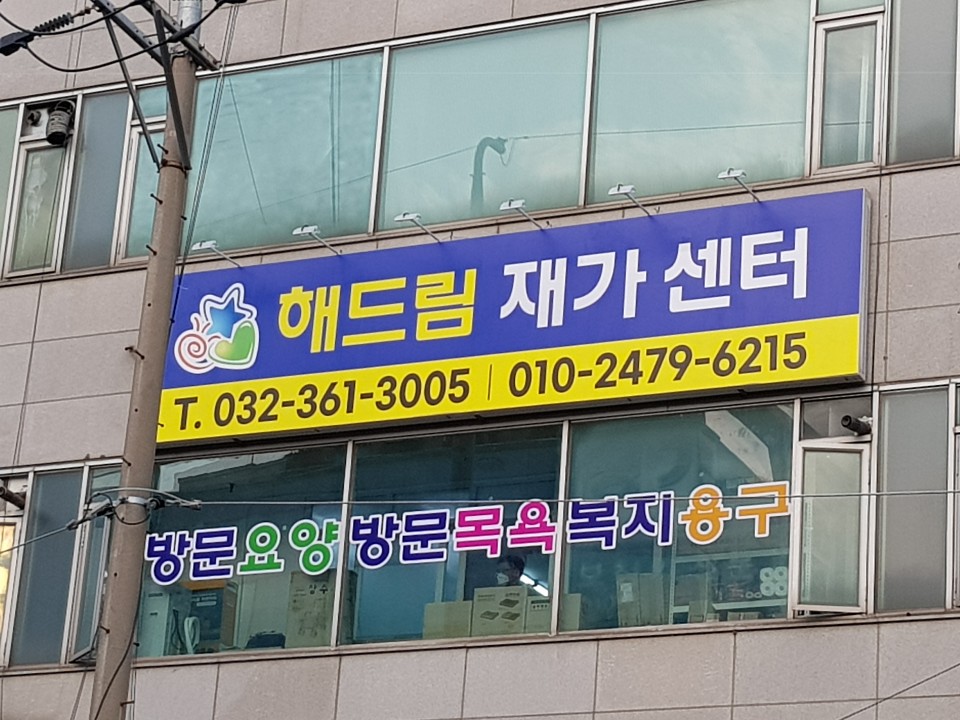 해드림 재가 센터
T. 032-361-3005 | 010-2479-6215
방문요양 방문목욕 복지용구